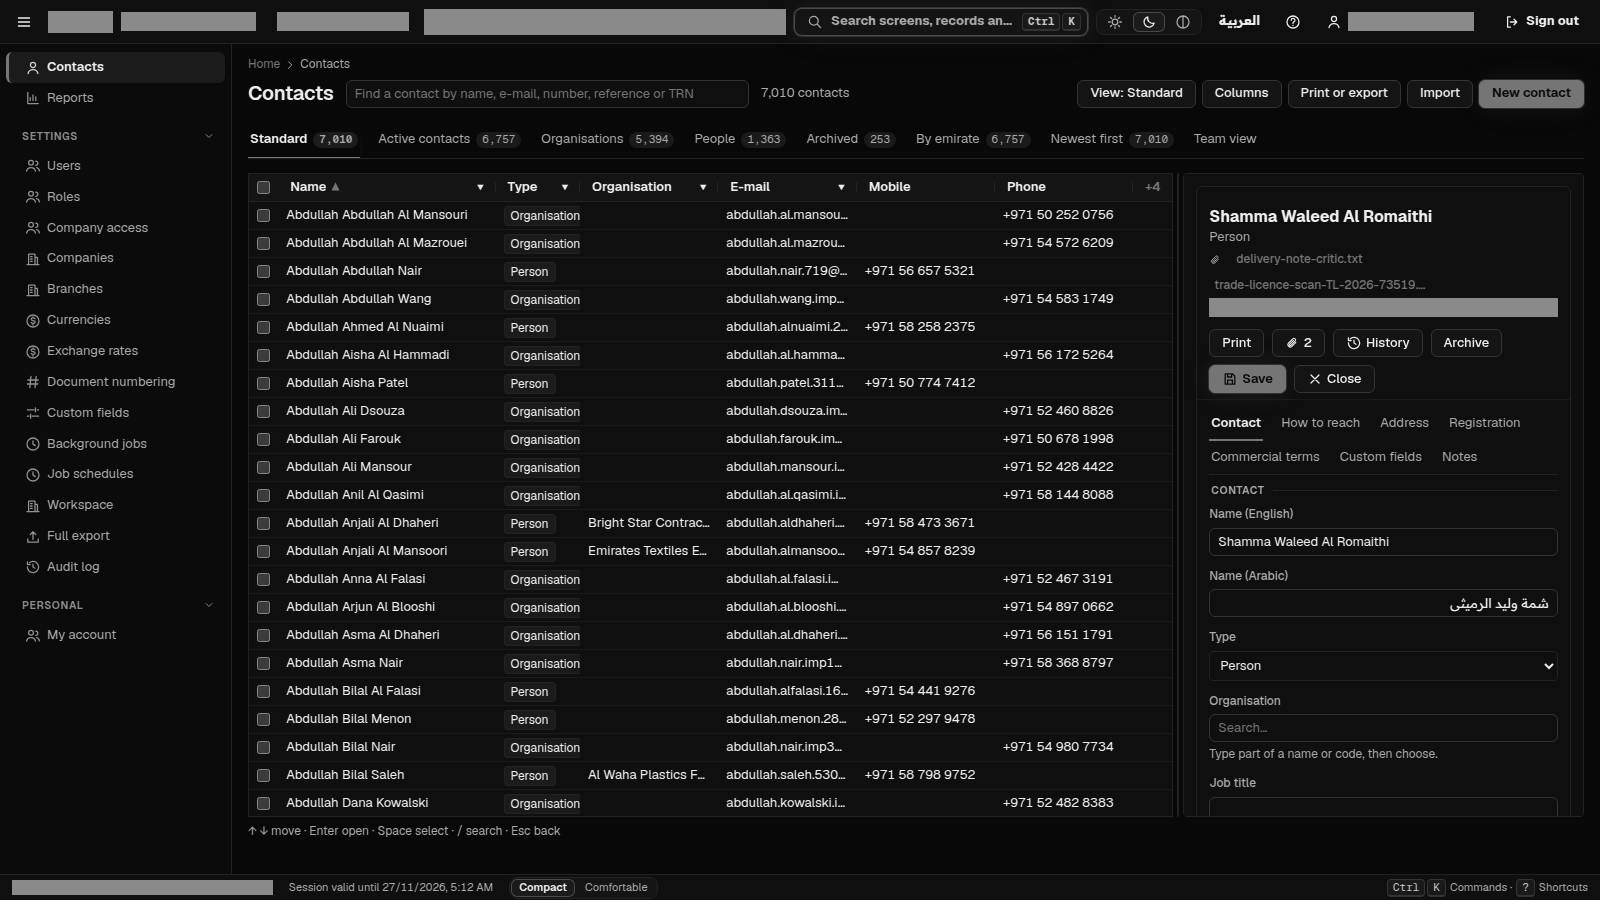 Search screens, records an... Ctrl K
العربية
Sign out
Contacts
Reports
SETTINGS
Users
Roles
Company access
Companies
Branches
Currencies
Exchange rates
Document numbering
Custom fields
Background jobs
Job schedules
Workspace
Full export
Audit log
PERSONAL
My account
Home > Contacts
Contacts
Find a contact by name, e-mail, number, reference or TRN
7,010 contacts
View: Standard
Columns
Print or export
Import
New contact
Standard 7,010 Active contacts 6,757 Organisations 5,394 People 1,363 Archived 253 By emirate 6,757 Newest first 7,010 Team view
Name ▲ Type Organisation E-mail Mobile Phone +4
Abdullah Abdullah Al Mansouri Organisation abdullah.al.mansou... +971 50 252 0756
Abdullah Abdullah Al Mazrouei Organisation abdullah.al.mazrou... +971 54 572 6209
Abdullah Abdullah Nair Person abdullah.nair.719@... +971 56 657 5321
Abdullah Abdullah Wang Organisation abdullah.wang.imp... +971 54 583 1749
Abdullah Ahmed Al Nuaimi Person abdullah.alnuaimi.2... +971 58 258 2375
Abdullah Aisha Al Hammadi Organisation abdullah.al.hamma... +971 56 172 5264
Abdullah Aisha Patel Person abdullah.patel.311... +971 50 774 7412
Abdullah Ali Dsouza Organisation abdullah.dsouza.im... +971 52 460 8826
Abdullah Ali Farouk Organisation abdullah.farouk.im... +971 50 678 1998
Abdullah Ali Mansour Organisation abdullah.mansour.i... +971 52 428 4422
Abdullah Anil Al Qasimi Organisation abdullah.al.qasimi.i... +971 58 144 8088
Abdullah Anjali Al Dhaheri Person Bright Star Contrac... abdullah.aldhaheri.... +971 58 473 3671
Abdullah Anjali Al Mansoori Person Emirates Textiles E... abdullah.almansoo... +971 54 857 8239
Abdullah Anna Al Falasi Organisation abdullah.al.falasi.i... +971 52 467 3191
Abdullah Arjun Al Blooshi Organisation abdullah.al.blooshi.... +971 54 897 0662
Abdullah Asma Al Dhaheri Organisation abdullah.al.dhaheri.... +971 56 151 1791
Abdullah Asma Nair Organisation abdullah.nair.imp1... +971 58 368 8797
Abdullah Bilal Al Falasi Person abdullah.alfalasi.16... +971 54 441 9276
Abdullah Bilal Menon Person abdullah.menon.28... +971 52 297 9478
Abdullah Bilal Nair Organisation abdullah.nair.imp3... +971 54 980 7734
Abdullah Bilal Saleh Person Al Waha Plastics F... abdullah.saleh.530... +971 58 798 9752
Abdullah Dana Kowalski Organisation abdullah.kowalski.i... +971 52 482 8383
↑↓ move · Enter open · Space select · / search · Esc back
Shamma Waleed Al Romaithi
Person
delivery-note-critic.txt
trade-licence-scan-TL-2026-73519....
Print 2 History Archive
Save Close
Contact How to reach Address Registration
Commercial terms Custom fields Notes
CONTACT
Name (English)
Shamma Waleed Al Romaithi
Name (Arabic)
شمة وليد الرميثي
Type
Person
Organisation
Search...
Type part of a name or code, then choose.
Job title
Session valid until 27/11/2026, 5:12 AM
Compact Comfortable
Ctrl K Commands · ? Shortcuts